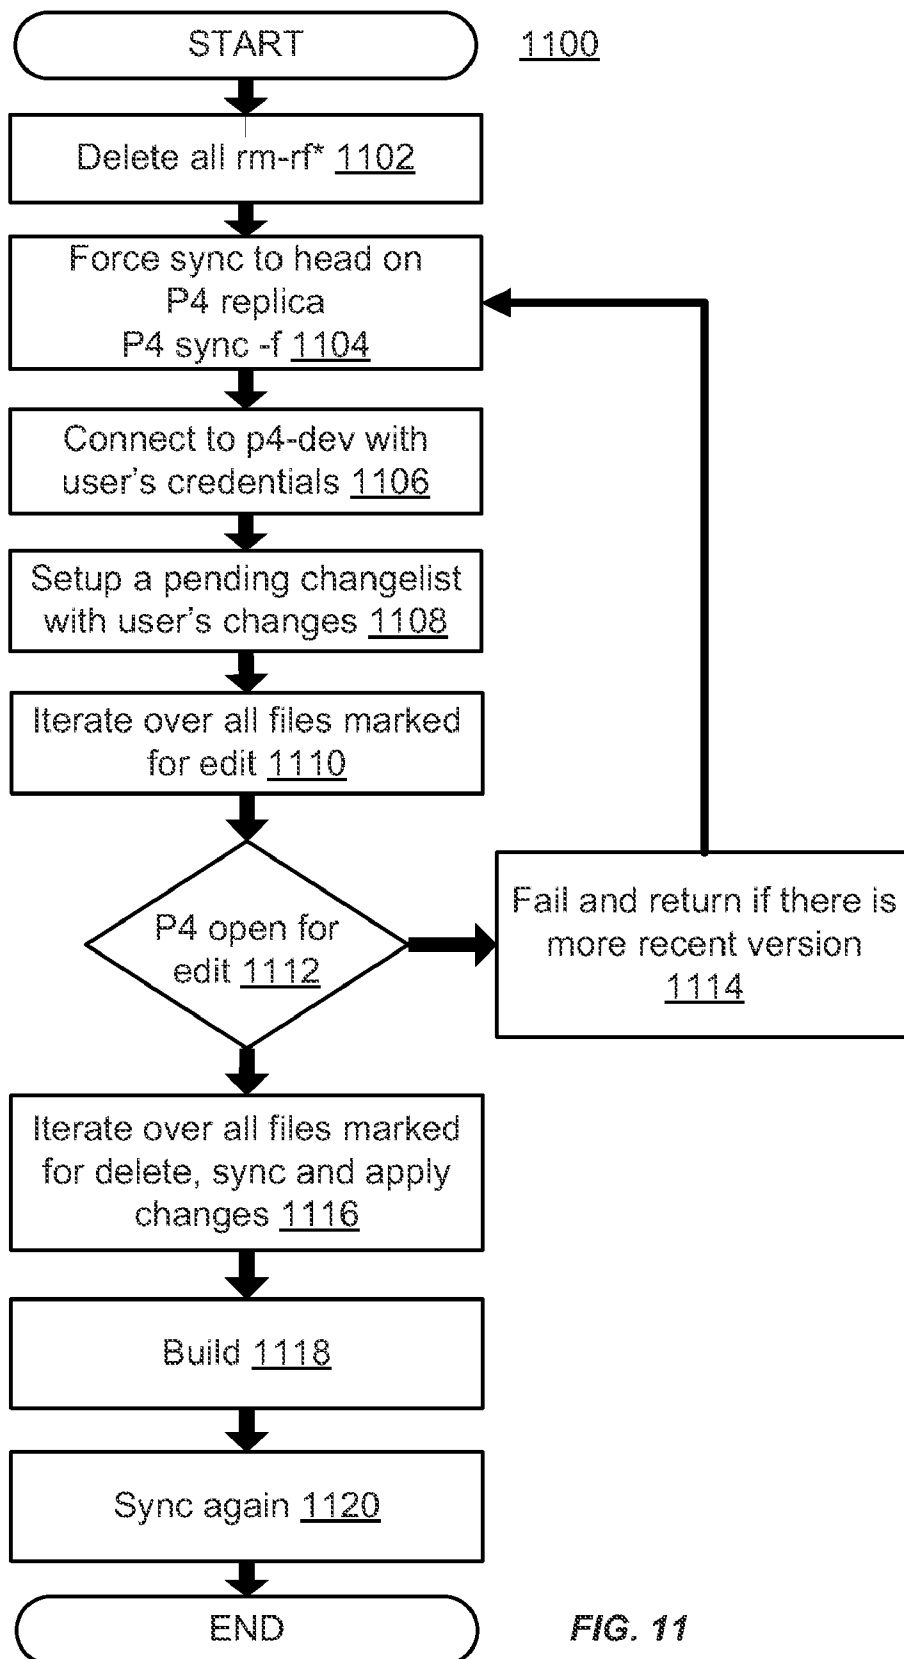 START
1100
Delete all rm-rf* 1102
Force sync to head on
P4 replica
P4 sync -f 1104
Connect to p4-dev with
user's credentials 1106
Setup a pending changelist
with user's changes 1108
Iterate over all files marked
for edit 1110
P4 open for
edit 1112
Fail and return if there is
more recent version
1114
Iterate over all files marked
for delete, sync and apply
changes 1116
Build 1118
Sync again 1120
END
FIG. 11